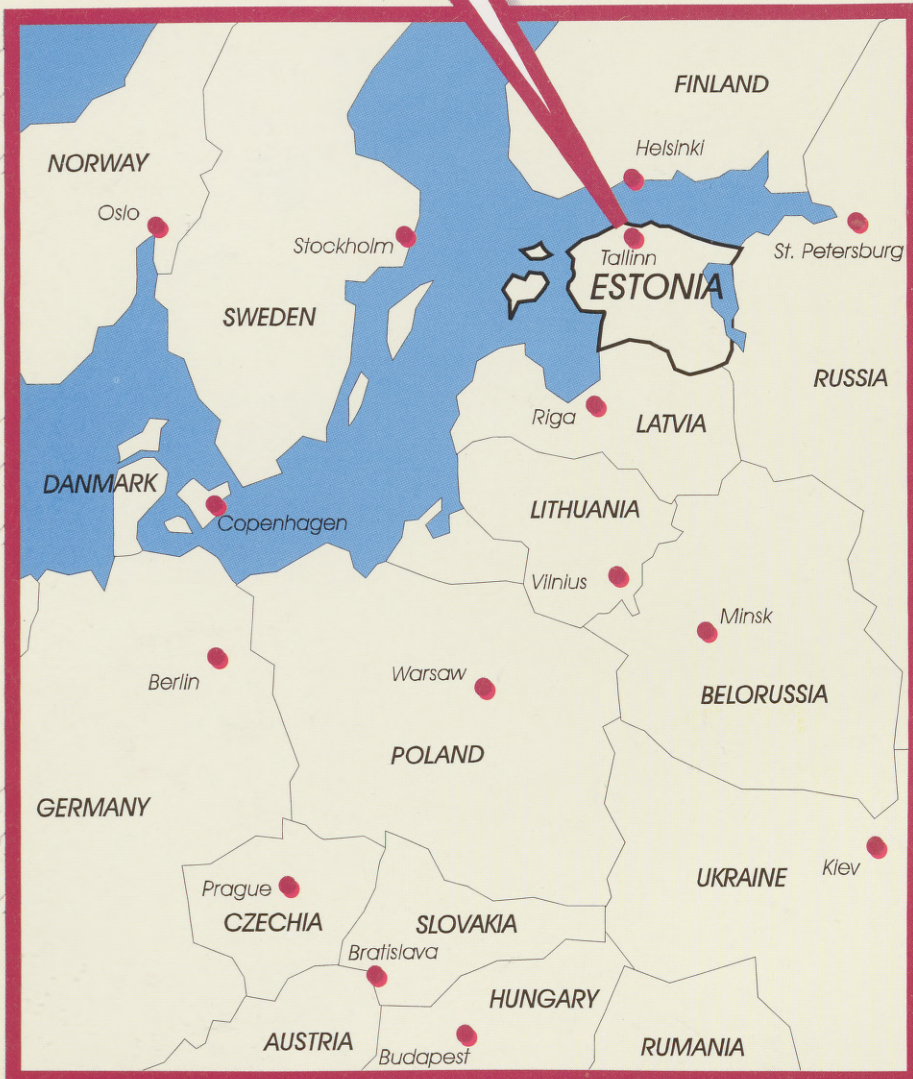 FINLAND
NORWAY
Helsinki
Oslo
Stockholm
Tallinn
St. Petersburg
ESTONIA
SWEDEN
RUSSIA
Riga
LATVIA
DANMARK
LITHUANIA
Copenhagen
Vilnius
Minsk
Berlin
Warsaw
BELORUSSIA
POLAND
GERMANY
Kiev
UKRAINE
Prague
CZECHIA
SLOVAKIA
Bratislava
HUNGARY
AUSTRIA
Budapest
RUMANIA